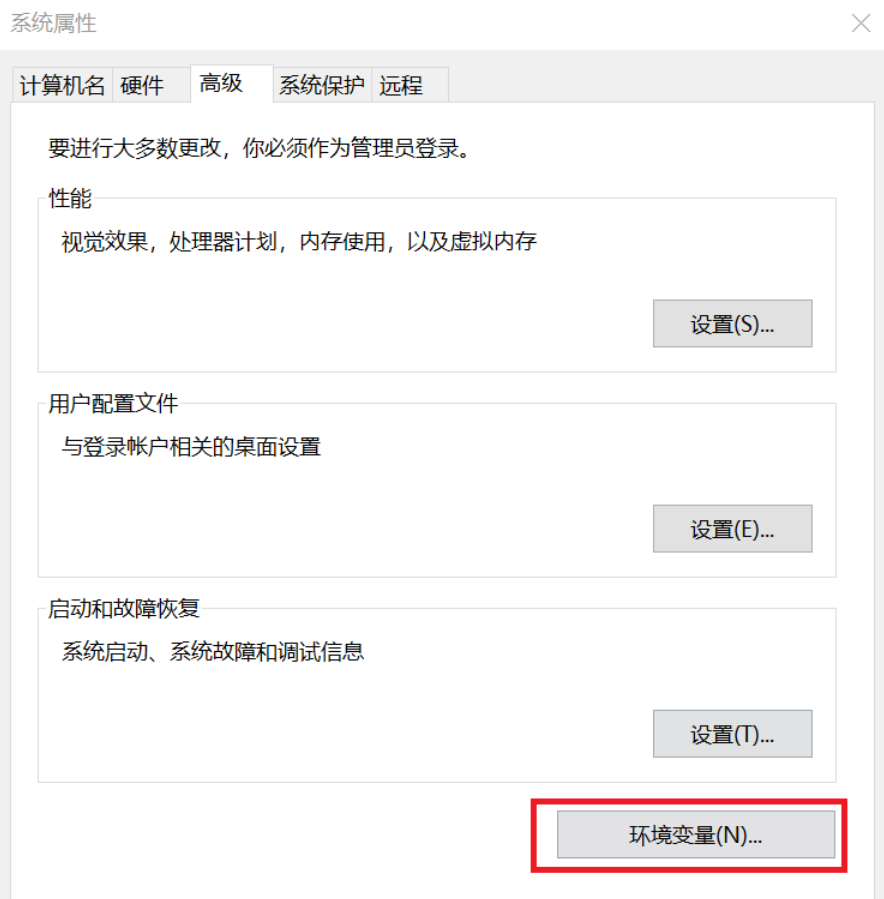 系统属性
计算机名 硬件 高级 系统保护 远程
要进行大多数更改，你必须作为管理员登录。
性能
视觉效果，处理器计划，内存使用，以及虚拟内存
设置(S)...
用户配置文件
与登录帐户相关的桌面设置
设置(E)...
启动和故障恢复
系统启动、系统故障和调试信息
设置(T)...
环境变量(N)...